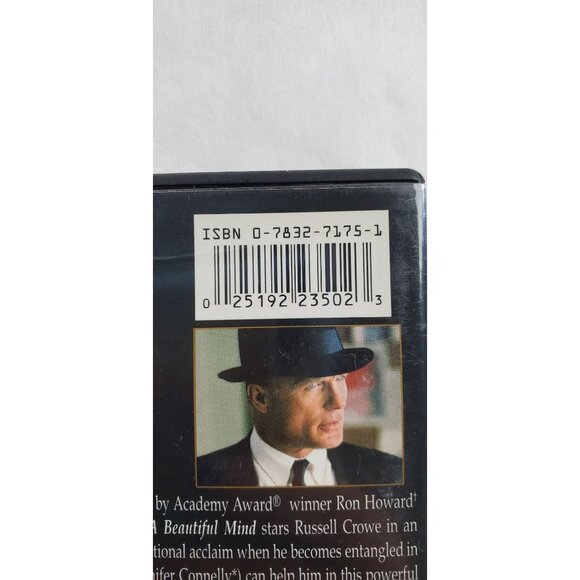 ISBN 0-7832-7175-1
0 25192 23502 3
by Academy Award® winner Ron Howard†
A Beautiful Mind stars Russell Crowe in an
tional acclaim when he becomes entangled in
nifer Connelly*) can help him in this powerful